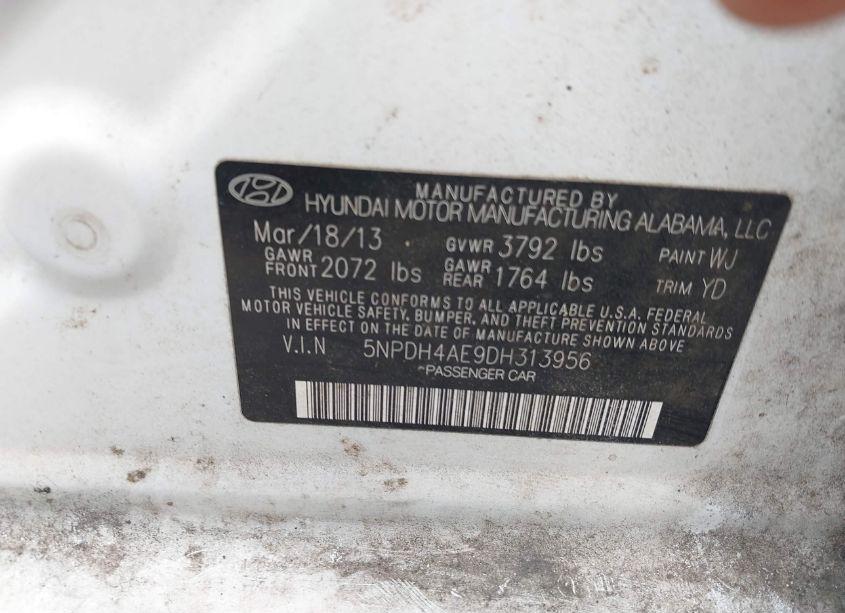 MANUFACTURED BY
HYUNDAI MOTOR MANUFACTURING ALABAMA, LLC
Mar/18/13 GVWR 3792 lbs PAINT WJ
GAWR FRONT 2072 lbs GAWR REAR 1764 lbs TRIM YD
THIS VEHICLE CONFORMS TO ALL APPLICABLE U.S.A. FEDERAL
MOTOR VEHICLE SAFETY, BUMPER, AND THEFT PREVENTION STANDARDS
IN EFFECT ON THE DATE OF MANUFACTURE SHOWN ABOVE
V.I.N 5NPDH4AE9DH313956
*PASSENGER CAR